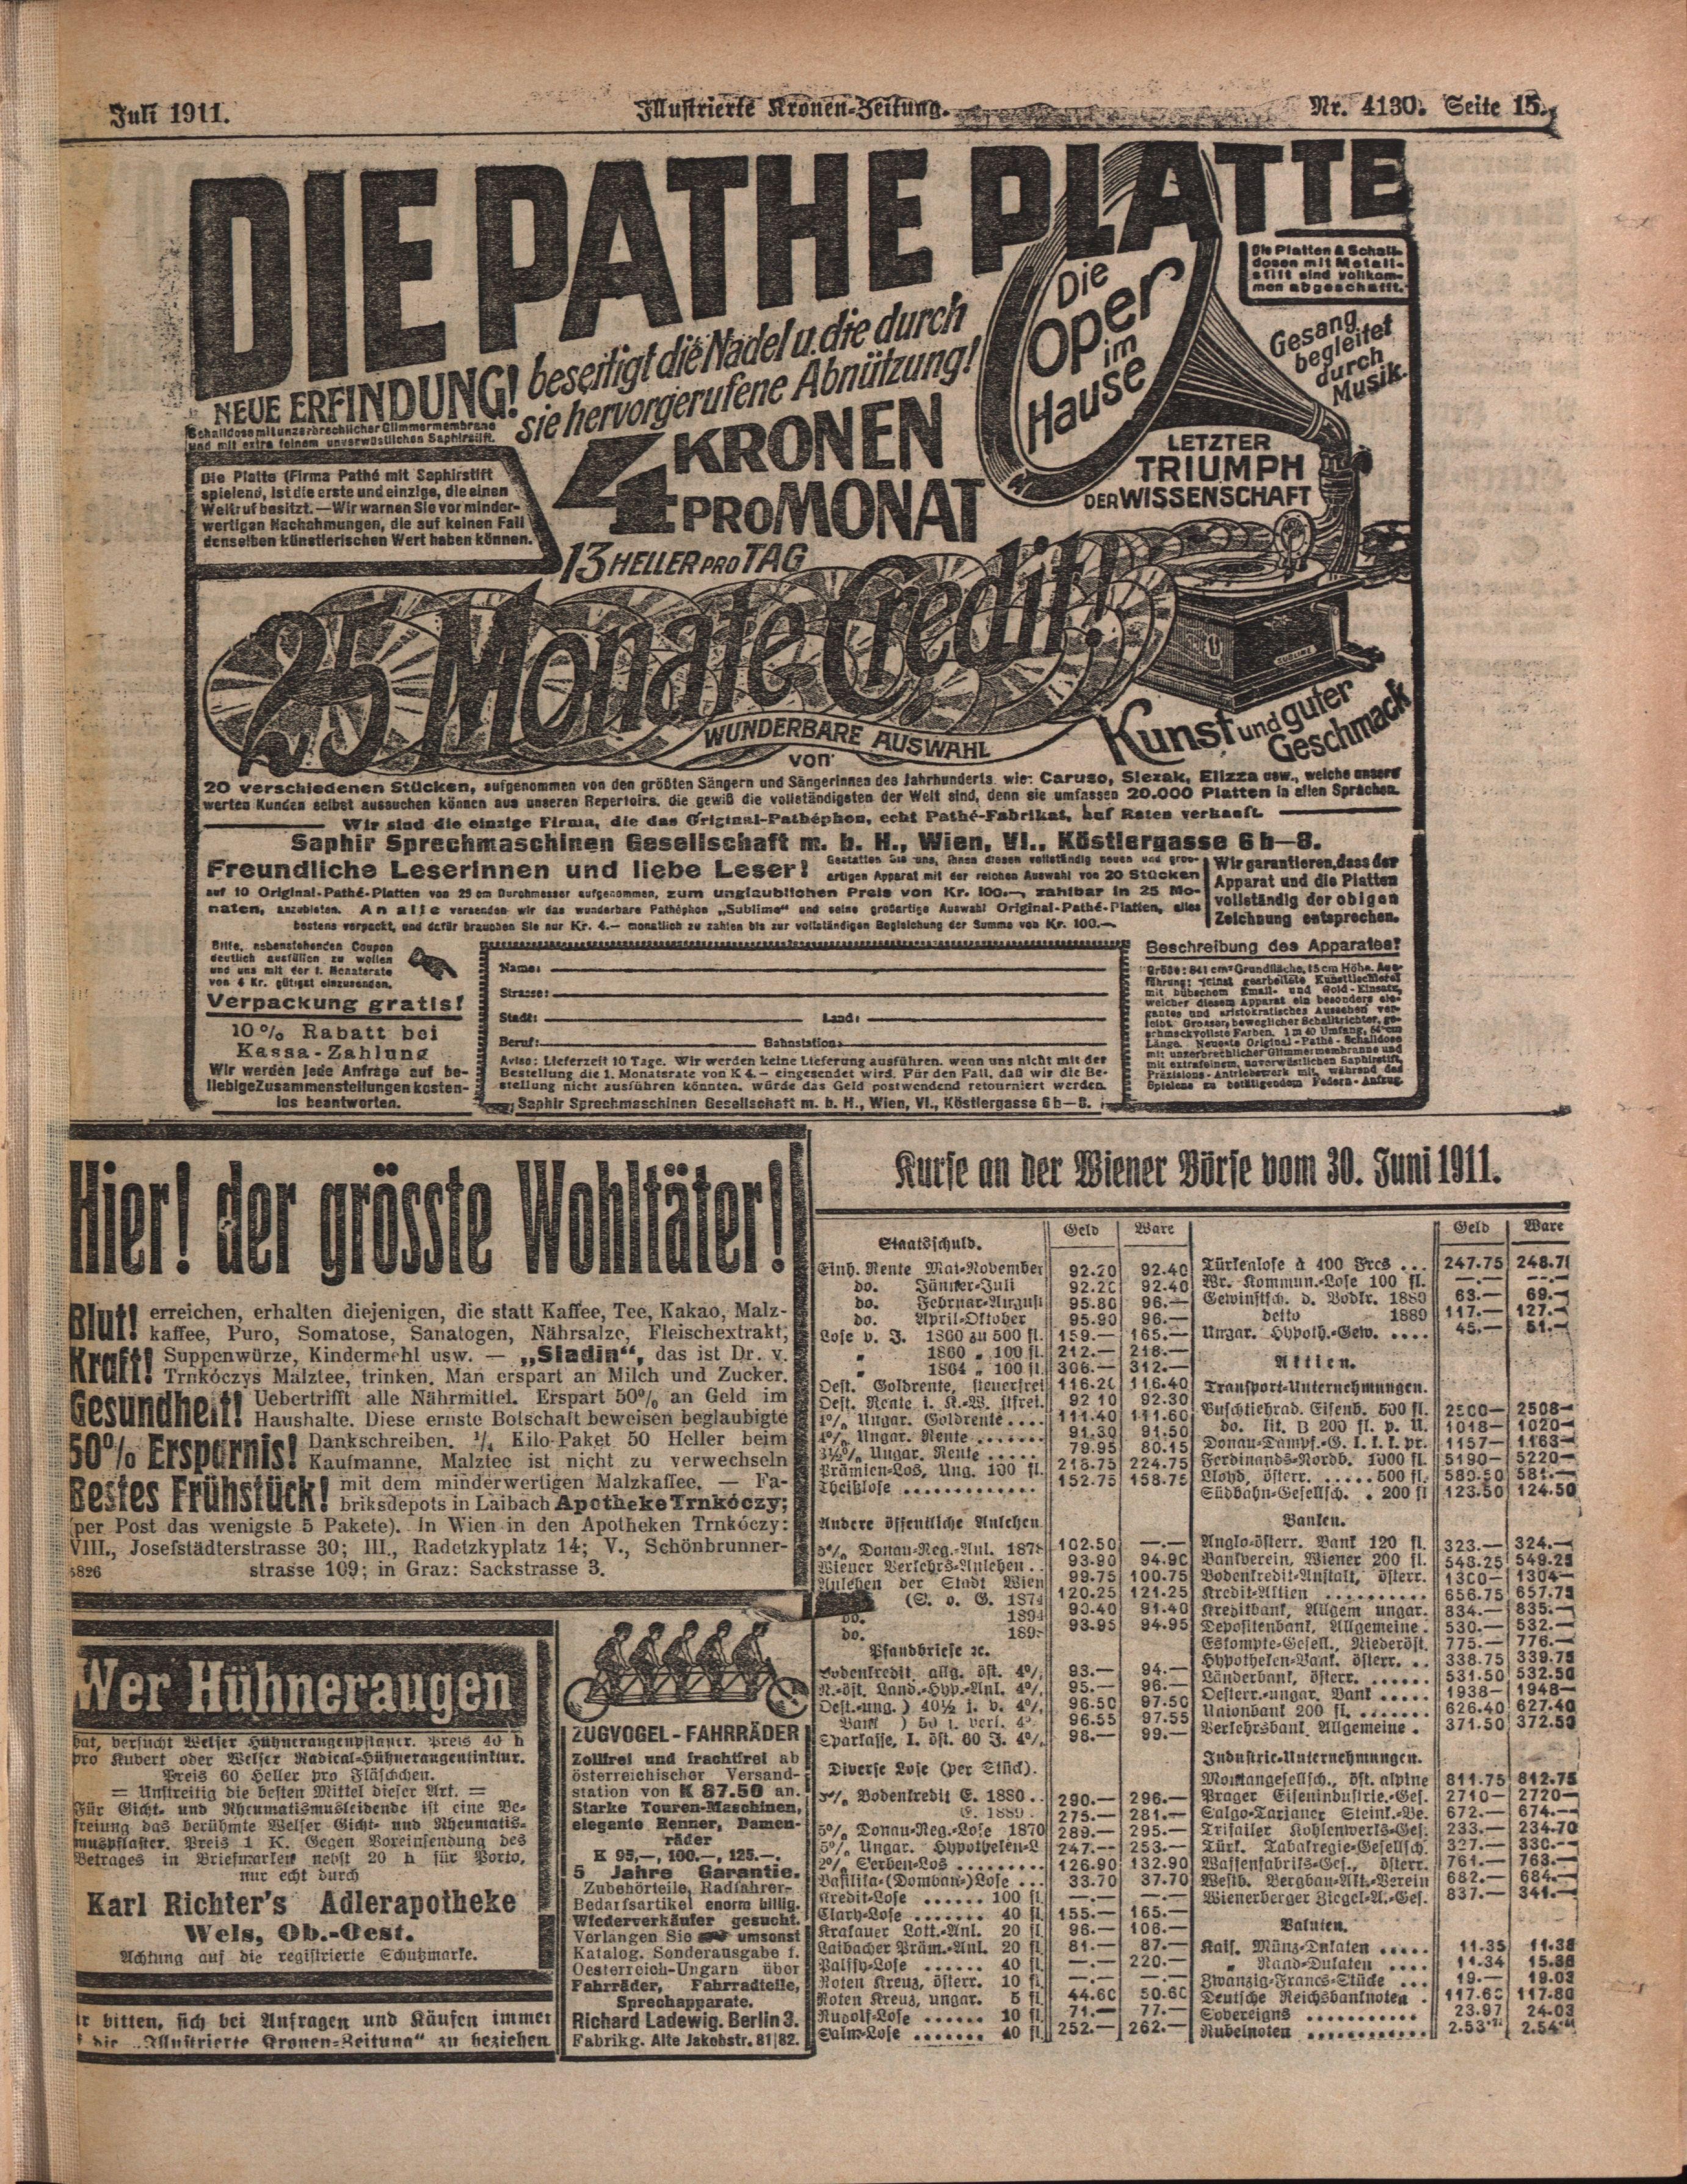 Juli 1911.
Illustrierte Kronen-Zeitung.
Nr. 4130. Seite 15.
DIE PATHE PLATTE
Die Platten & Schall-
dosen mit Metall-
stift sind vollkom-
men abgeschafft.
NEUE ERFINDUNG! beseitigt die Nadel u. die durch
sie hervorgerufene Abnützung!
Schalldose mit unzerbrechlicher Glimmermembrane
und mit extra feinem unverwüstlichen Saphirstift.
Die
Oper
im
Hause
Gesang
begleitet
durch
Musik.
Die Platte (Firma Pathé mit Saphirstift
spielend, ist die erste und einzige, die einen
Weltruf besitzt. — Wir warnen Sie vor minder-
wertigen Nachahmungen, die auf keinen Fall
denselben künstlerischen Wert haben können.
4 KRONEN
PRO MONAT
13 HELLER PRO TAG
LETZTER
TRIUMPH
DER WISSENSCHAFT
25 Monate Credit!
SUBLIME
WUNDERBARE AUSWAHL
von
Kunst und guter
Geschmack
20 verschiedenen Stücken, aufgenommen von den größten Sängern und Sängerinnen des Jahrhunderts wie: Caruso, Slezak, Elizza usw., welche unsere
werten Kunden selbst aussuchen können aus unseren Repertoirs, die gewiß die vollständigsten der Welt sind, denn sie umfassen 20.000 Platten in allen Sprachen.
Wir sind die einzige Firma, die das Original-Pathéphon, echt Pathé-Fabrikat, auf Raten verkauft.
Saphir Sprechmaschinen Gesellschaft m. b. H., Wien, VI., Köstlergasse 6 b—8.
Freundliche Leserinnen und liebe Leser! Gestatten Sie uns, Ihnen diesen vollständig neuen und gros-
artigen Apparat mit der reichen Auswahl von 20 Stücken
auf 10 Original-Pathé-Platten von 29 cm Durchmesser aufgenommen, zum unglaublichen Preis von Kr. 100.—, zahlbar in 25 Mo-
naten, anzubieten. An alle versenden wir das wunderbare Pathéphon „Sublime“ und seine großartige Auswahl Original-Pathé-Platten, alles
bestens verpackt, und dafür brauchen Sie nur Kr. 4.— monatlich zu zahlen bis zur vollständigen Begleichung der Summe von Kr. 100.—.
Wir garantieren, dass der
Apparat und die Platten
vollständig der obigen
Zeichnung entsprechen.
Bitte, nebenstehenden Coupon
deutlich ausfüllen zu wollen
und uns mit der 1. Monatsrate
von 4 Kr. gütigst einzusenden.
Verpackung gratis!
10% Rabatt bei
Kassa-Zahlung
Wir werden jede Anfrage auf be-
liebige Zusammenstellungen kosten-
los beantworten.
Name:
Strasse:
Stadt: Land:
Beruf: Bahnstation:
Aviso: Lieferzeit 10 Tage. Wir werden keine Lieferung ausführen, wenn uns nicht mit der
Bestellung die 1. Monatsrate von K 4.— eingesendet wird. Für den Fall, daß wir die Be-
stellung nicht ausführen könnten, würde das Geld postwendend retourniert werden.
Saphir Sprechmaschinen Gesellschaft m. b. H., Wien, VI., Köstlergasse 6 b—8.
Beschreibung des Apparates!
Größe: 841 cm² Grundfläche, 15 cm Höhe. Aus-
führung: feinst gearbeitete Kunsttischlerei
mit hübschem Email- und Gold-Einsatz,
welcher diesem Apparat ein besonders ele-
gantes und aristokratisches Aussehen ver-
leiht. Grosser, beweglicher Schalltrichter, ge-
schmackvollste Farben, 1 m 40 Umfang, 54 cm
Länge. Neueste Original-Pathé-Schalldose
mit unzerbrechlicher Glimmermembranne und
mit extrafeinem, unverwüstlichen Saphirstift.
Präzisions-Antriebswerk mit, während des
Spielens zu betätigendem Federn-Aufzug.
Hier! der grösste Wohltäter!
Blut! erreichen, erhalten diejenigen, die statt Kaffee, Tee, Kakao, Malz-
kaffee, Puro, Somatose, Sanatogen, Nährsalze, Fleischextrakt,
Kraft! Suppenwürze, Kindermehl usw. — „Sladin“, das ist Dr. v.
Trnkóczys Malztee, trinken. Man erspart an Milch und Zucker.
Gesundheit! Uebertrifft alle Nährmittel. Erspart 50% an Geld im
Haushalte. Diese ernste Botschaft beweisen beglaubigte
50% Ersparnis! Dankschreiben. ¼ Kilo-Paket 50 Heller beim
Kaufmanne. Malztee ist nicht zu verwechseln
Bestes Frühstück! mit dem minderwertigen Malzkaffee. — Fa-
briksdepots in Laibach Apotheke Trnkóczy;
(per Post das wenigste 5 Pakete). In Wien in den Apotheken Trnkóczy:
VIII., Josefstädterstrasse 30; III., Radetzkyplatz 14; V., Schönbrunner-
strasse 109; in Graz: Sackstrasse 3.
Wer Hühneraugen
hat, versucht Welser Hühneraugenpflaster. Preis 40 h
pro Kuvert oder Welser Radical-Hühneraugentinktur.
Preis 60 Heller pro Fläschchen.
= Unstreitig die besten Mittel dieser Art. =
Für Gicht- und Rheumatismusleidende ist eine Be-
freiung das berühmte Welser Gicht- und Rheumatis-
muspflaster. Preis 1 K. Gegen Voreinsendung des
Betrages in Briefmarken nebst 20 h für Porto,
nur echt durch
Karl Richter's Adlerapotheke
Wels, Ob.-Oest.
Achtung auf die registrierte Schutzmarke.
bitten, sich bei Anfragen und Käufen immer
die „Illustrierte Kronen-Zeitung“ zu beziehen.
ZUGVOGEL-FAHRRÄDER
Zollfrei und frachtfrei ab
österreichischer Versand-
station von K 87.50 an.
Starke Touren-Maschinen,
elegante Renner, Damen-
räder
K 95,—, 100.—, 125.—.
5 Jahre Garantie.
Zubehörteile, Radfahrer-
Bedarfsartikel enorm billig.
Wiederverkäufer gesucht.
Verlangen Sie umsonst
Katalog. Sonderausgabe f.
Oesterreich-Ungarn über
Fahrräder, Fahrradteile,
Sprechapparate.
Richard Ladewig. Berlin 3.
Fabrikg. Alte Jakobstr. 81|82.
Kurse an der Wiener Börse vom 30. Juni 1911.
Geld Ware
Staatsschuld.
Einh. Rente Mai-November 92.20 92.40
do. Jänner-Juli 92.20 92.40
do. Februar-August 95.80 96.—
do. April-Oktober 95.90 96.—
Lose v. J. 1860 zu 500 fl. 159.— 165.—
„ 1860 „ 100 fl. 212.— 218.—
„ 1864 „ 100 fl. 306.— 312.—
Oest. Goldrente, steuerfrei 116.20 116.40
Oest. Rente i. K.-W. stfrei. 92.10 92.30
4% Ungar. Goldrente .... 111.40 111.60
4% Ungar. Rente ....... 91.30 91.50
3½% Ungar. Rente ..... 79.95 80.15
Prämien-Los, Ung. 100 fl. 218.75 224.75
Theißlose ............. 152.75 158.75
Andere öffentliche Anlehen
5% Donau-Reg.-Anl. 1878 102.50 —.—
Wiener Verkehrs-Anlehen .. 93.90 94.90
Anlehen der Stadt Wien 99.75 100.75
(S. o. G. 1874 120.25 121.25
do. 1894 90.40 91.40
do. 189 93.95 94.95
Pfandbriefe ꝛc.
Bodenkredit allg. öst. 4% 93.— 94.—
N.-öst. Land.-Hyp.-Anl. 4% 95.— 96.—
Oest.-ung. ) 40½ j. v. 4% 96.50 97.50
Bank ) 50 j. verl. 4% 96.55 97.55
Sparkasse, I. öst. 60 J. 4% 98.— 99.—
Diverse Lose (per Stück).
3% Bodenkredit E. 1880 .. 290.— 296.—
E. 1889 275.— 281.—
5% Donau-Reg.-Lose 1870 289.— 295.—
5% Ungar. Hypothelen-L 247.— 253.—
2% Serben-Los ......... 126.90 132.90
Basilika-(Dombau-)Lose ... 33.70 37.70
Kredit-Lose ...... 100 fl. —.— —.—
Clary-Lose ....... 40 fl. 155.— 165.—
Krakauer Lott.-Anl. 20 fl. 96.— 106.—
Laibacher Präm.-Anl. 20 fl. 81.— 87.—
Palffy-Lose ...... 40 fl. —.— 220.—
Roten Kreuz, österr. 10 fl. —.— —.—
Roten Kreuz, ungar. 5 fl. 44.60 50.60
Rudolf-Lose ...... 10 fl. 71.— 77.—
Salm-Lose ....... 40 fl. 252.— 262.—
Geld Ware
Türkenlose à 400 Frcs ... 247.75 248.71
Wr. Kommun.-Lose 100 fl. —.— —.—
Gewinstsch. d. Bodkr. 1880 63.— 69.—
detto 1889 117.— 127.—
Ungar. Hypoth.-Gew. .... 45.— 51.—
Aktien.
Transport-Unternehmungen.
Buschtiehrad. Eisenb. 500 fl. 2500— 2508—
do. lit. B 200 fl. p. U. 1018— 1020—
Donau-Dampf.-G. 1157— 1163—
Ferdinands-Nordb. 1000 fl. 5190— 5220—
Lloyd, österr. ..... 500 fl. 580.50 581.—
Südbahn-Gesellsch. . 200 fl 123.50 124.50
Banken.
Anglo-österr. Bank 120 fl. 323.— 324.—
Bankverein, Wiener 200 fl. 548.25 549.25
Bodenkredit-Anstalt, österr. 1300— 1304—
Kredit-Aktien .......... 656.75 657.75
Kreditbank, Allgem ungar. 834.— 835.—
Depositenbank, Allgemeine . 530.— 532.—
Eskompte-Gesell., Niederöst. 775.— 776.—
Hypotheken-Bank. österr. .. 338.75 339.75
Länderbank, österr. ...... 531.50 532.50
Oesterr.-ungar. Bank ..... 1938— 1948—
Unionbank 200 fl. ....... 626.40 627.40
Verkehrsbank Allgemeine . 371.50 372.50
Industrie-Unternehmungen.
Montangesellsch., öst. alpine 811.75 812.75
Prager Eisenindustrie.-Ges. 2710— 2720—
Salgo-Tarjaner Steink.-Be. 672.— 674.—
Trifailer Kohlenwerks-Ges. 233.— 234.70
Türk. Tabakregie-Gesellsch. 327.— 330.—
Waffenfabriks-Ges., österr. 761.— 763.—
Westb. Bergbau-Akt.-Verein 682.— 684.—
Wienerberger Ziegel-A.-Ges. 837.— 841.—
Valuten.
Kais. Münz-Dukaten ..... 11.35 11.38
„ Rand-Dukaten .... 11.34 15.38
Zwanzig-Francs-Stücke ... 19.— 19.03
Deutsche Reichsbanknoten . 117.60 117.80
Sovereigns ........... 23.97 24.03
Rubelnoten ............ 2.53 2.54